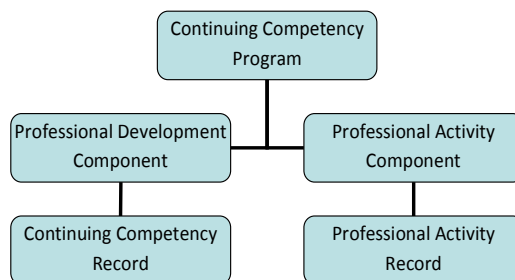 Continuing Competency
Program
Professional Development
Component
Professional Activity
Component
Continuing Competency
Record
Professional Activity
Record